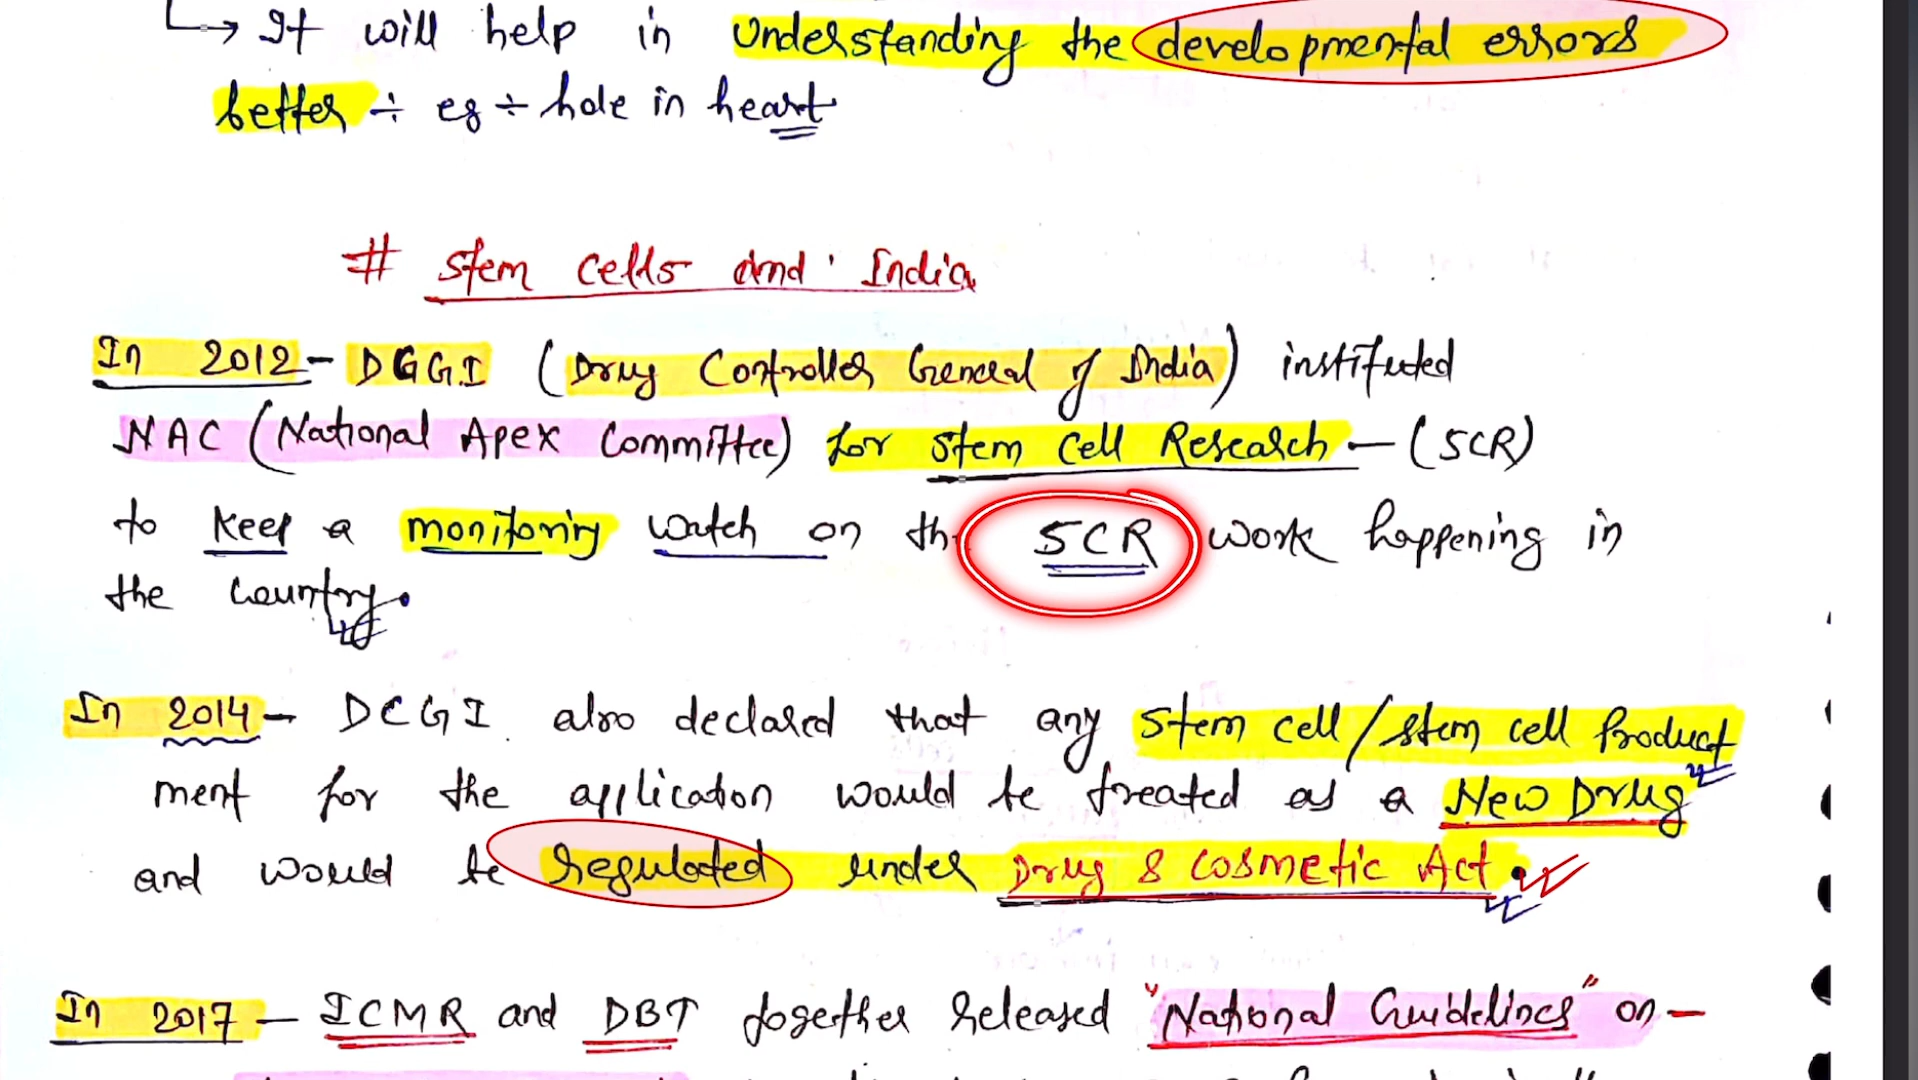 ↳ It will help in Understanding the developmental errors
better ÷ eg ÷ hole in heart
# Stem Cells and India
In 2012 - DGGI (Drug Controller General of India) instituted
NAC (National Apex Committee) for Stem Cell Research - (SCR)
to keep a monitoring watch on the SCR work happening in
the country.
In 2014 - DCGI also declared that any Stem cell/stem cell Product
ment for the application would be treated as a New Drug
and would be regulated under Drug & Cosmetic Act.
In 2017 - ICMR and DBT together released "National Guidelines" on -